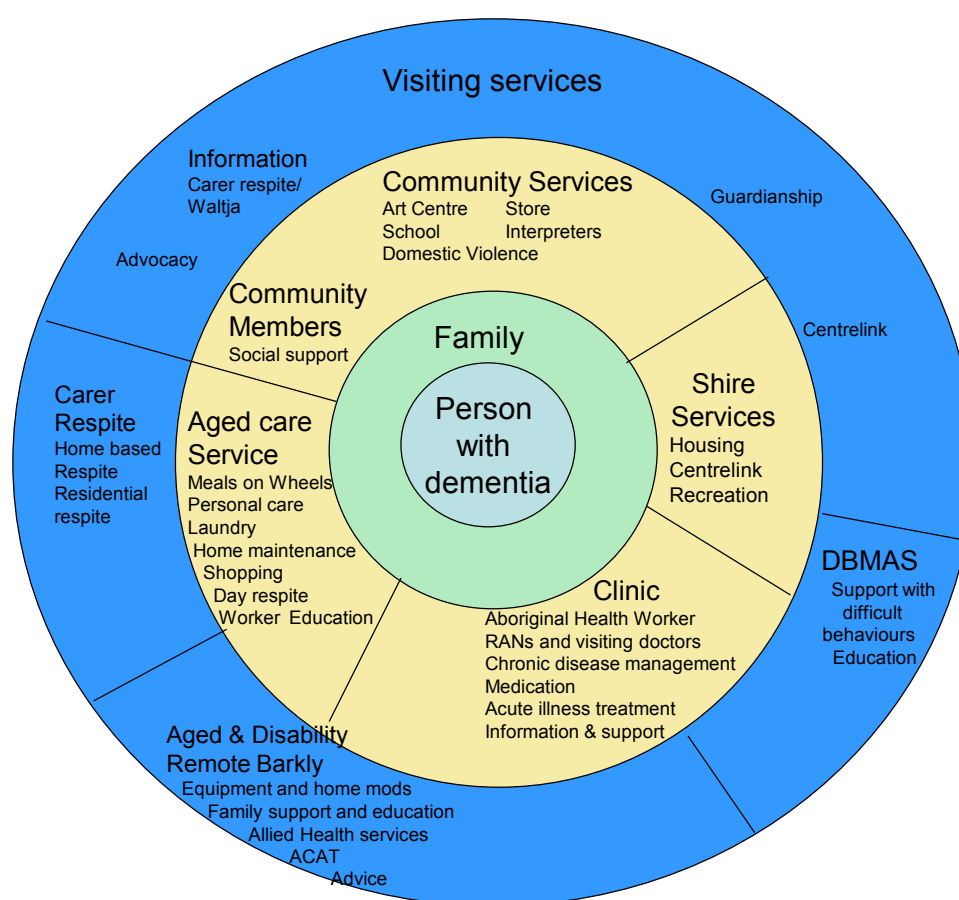 Visiting services
Information
Carer respite/
Waltja
Advocacy
Guardianship
Centrelink
Community Services
Art Centre Store
School Interpreters
Domestic Violence
Community
Members
Social support
Family
Person
with
dementia
Shire
Services
Housing
Centrelink
Recreation
Carer
Respite
Home based
Respite
Residential
respite
Aged care
Service
Meals on Wheels
Personal care
Laundry
Home maintenance
Shopping
Day respite
Worker Education
Clinic
Aboriginal Health Worker
RANs and visiting doctors
Chronic disease management
Medication
Acute illness treatment
Information & support
DBMAS
Support with
difficult
behaviours
Education
Aged & Disability
Remote Barkly
Equipment and home mods
Family support and education
Allied Health services
ACAT
Advice